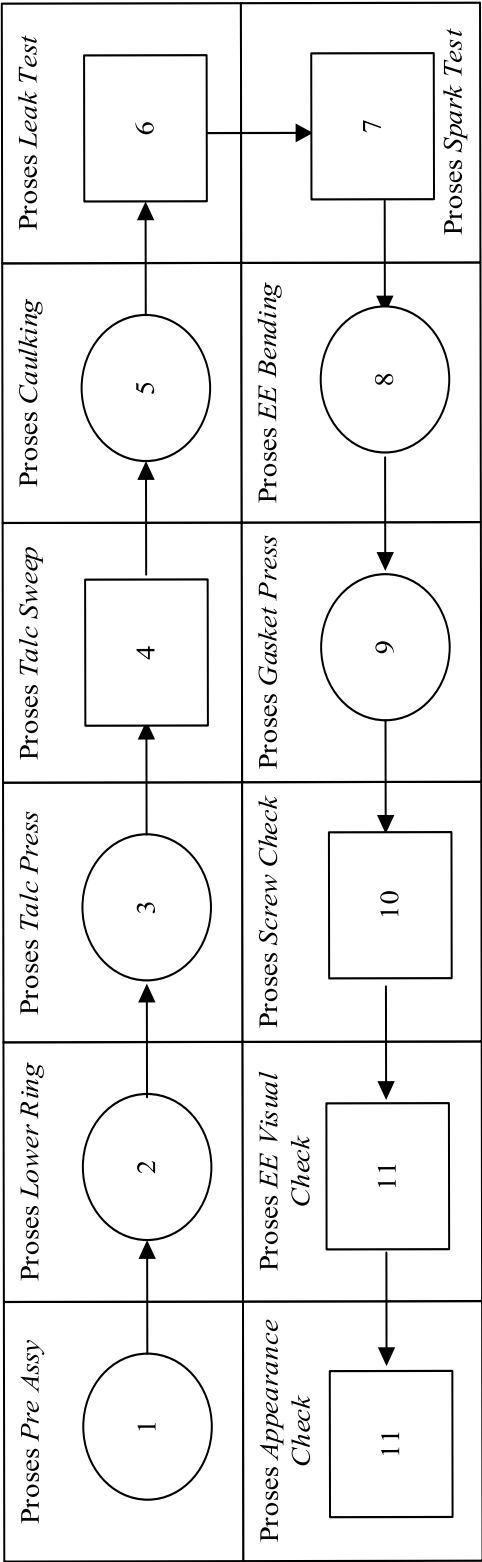 Proses Pre Assy
1
Proses Lower Ring
2
Proses Talc Press
3
Proses Talc Sweep
4
Proses Caulking
5
Proses Leak Test
6
7
Proses Spark Test
Proses EE Bending
8
Proses Gasket Press
9
Proses Screw Check
10
Proses EE Visual
Check
11
Proses Appearance
Check
11